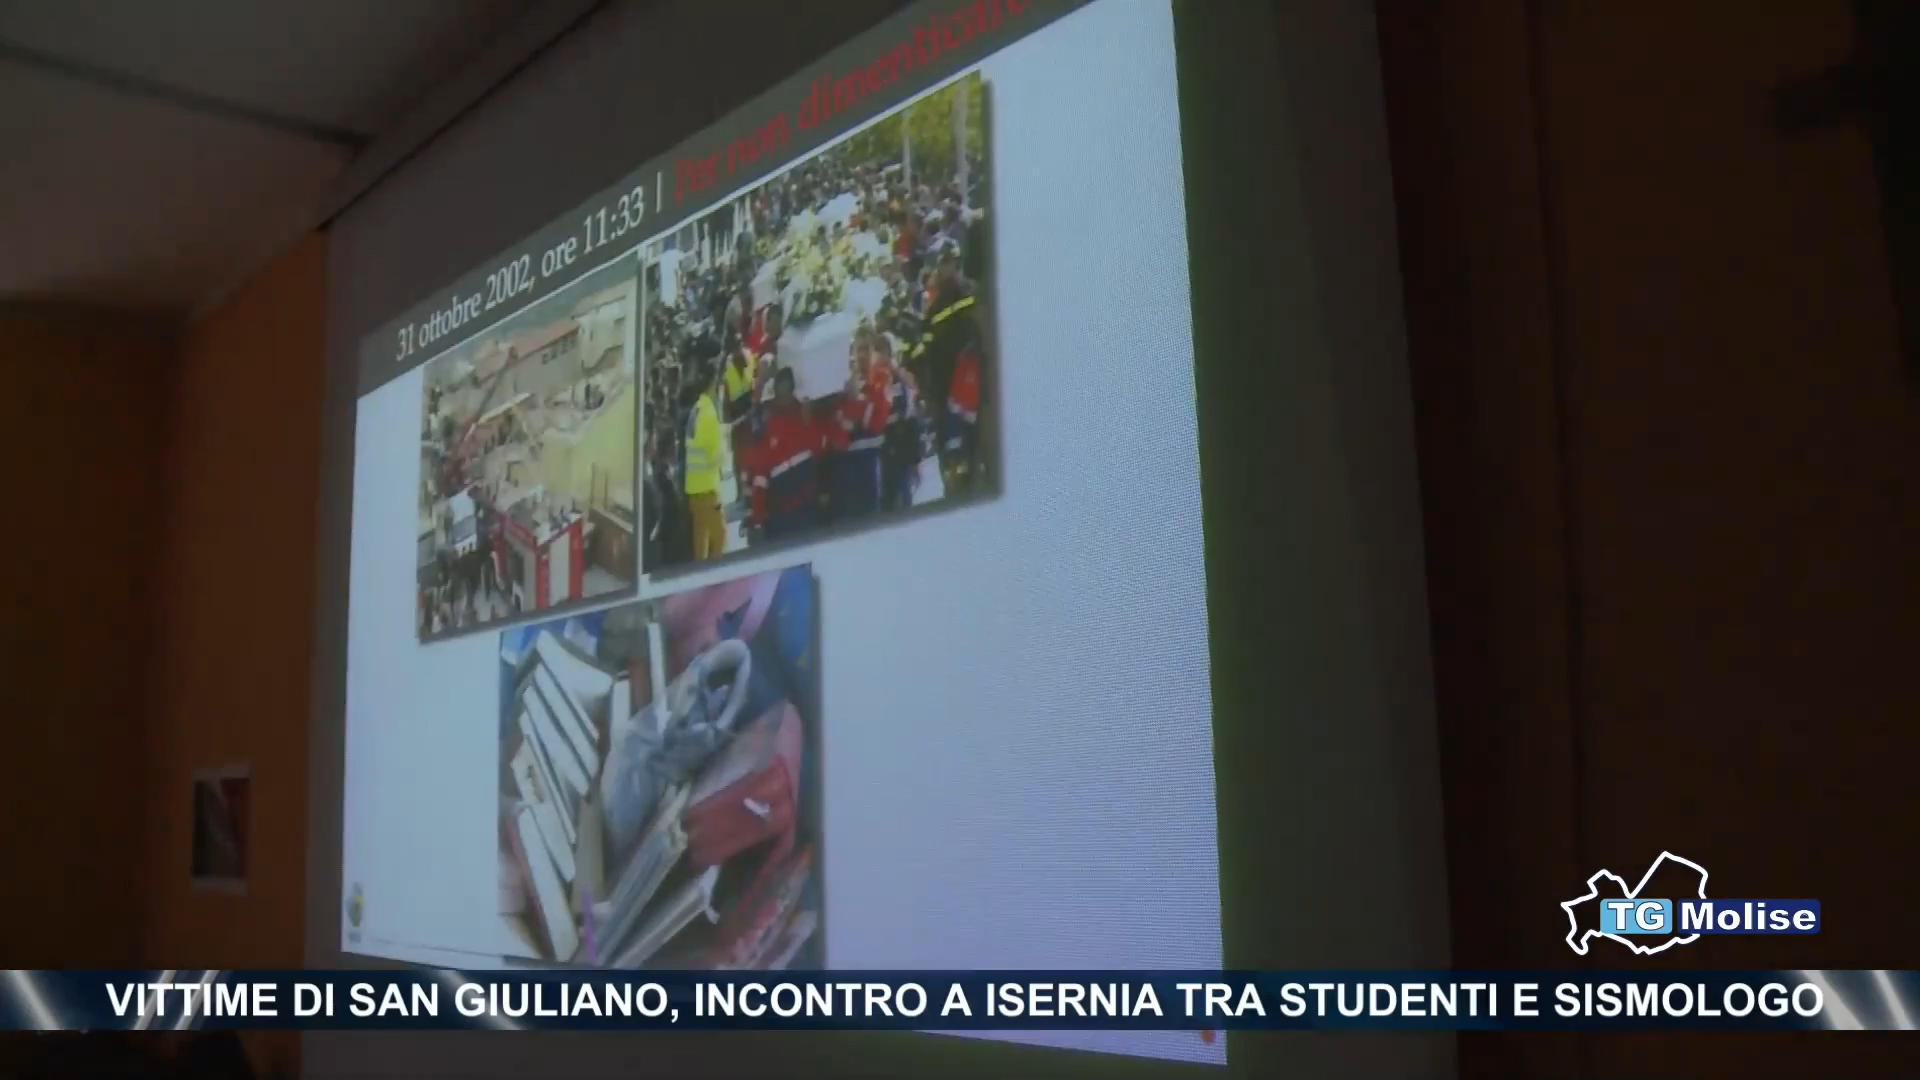 31 ottobre 2002, ore 11:33 | Per non dimenticare
TG Molise
VITTIME DI SAN GIULIANO, INCONTRO A ISERNIA TRA STUDENTI E SISMOLOGO